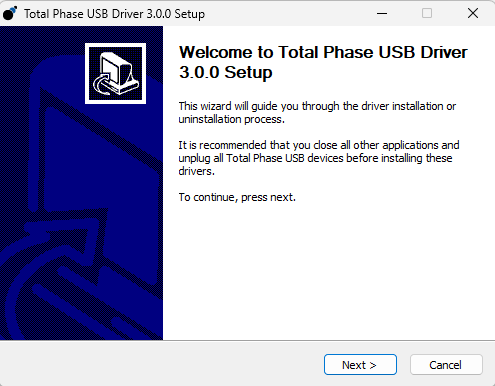 Total Phase USB Driver 3.0.0 Setup
Welcome to Total Phase USB Driver
3.0.0 Setup
This wizard will guide you through the driver installation or
uninstallation process.
It is recommended that you close all other applications and
unplug all Total Phase USB devices before installing these
drivers.
To continue, press next.
Next >
Cancel